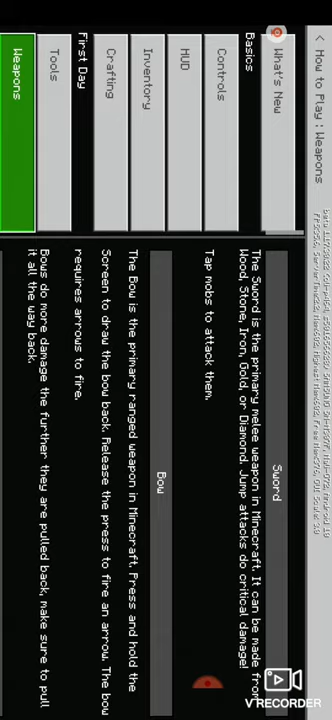 < How to Play : Weapons
What's New
Basics
Controls
HUD
Inventory
Crafting
First Day
Tools
Weapons
Sword
The Sword is the primary melee weapon in Minecraft. It can be made from
Wood, Stone, Iron, Gold, or Diamond. Jump attacks do critical damage!
Tap mobs to attack them.
Bow
The Bow is the primary ranged weapon in Minecraft. Press and hold the
Screen to draw the bow back. Release the press to fire an arrow. The bow
requires arrows to fire.
Bows do more damage the further they are pulled back, make sure to pull
it all the way back.
V RECORDER